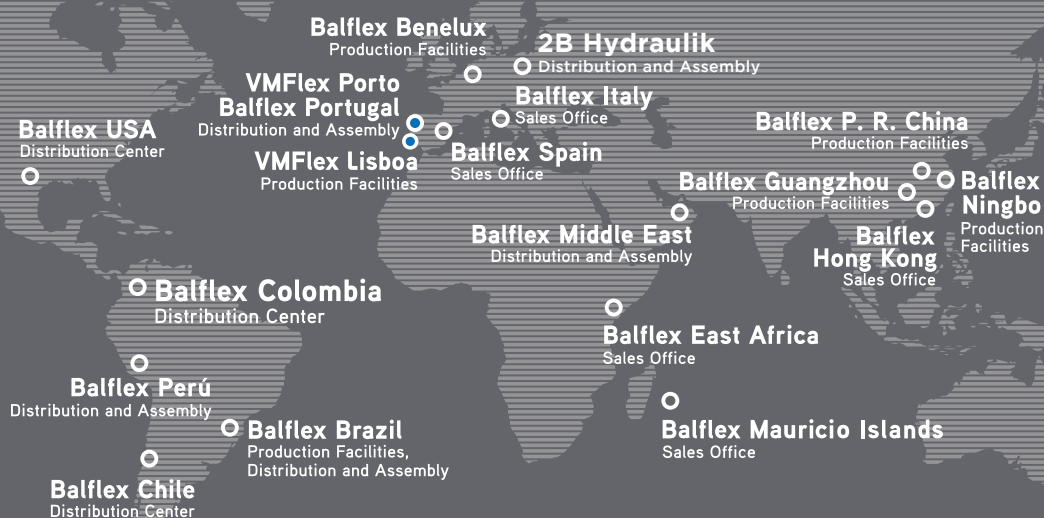 Balflex Benelux
Production Facilities
2B Hydraulik
Distribution and Assembly
VMFlex Porto
Balflex Portugal
Distribution and Assembly
Balflex Italy
Sales Office
Balflex USA
Distribution Center
VMFlex Lisboa
Production Facilities
Balflex Spain
Sales Office
Balflex P. R. China
Production Facilities
Balflex Guangzhou
Production Facilities
Balflex
Ningbo
Production
Facilities
Balflex Middle East
Distribution and Assembly
Balflex
Hong Kong
Sales Office
Balflex Colombia
Distribution Center
Balflex East Africa
Sales Office
Balflex Perú
Distribution and Assembly
Balflex Brazil
Production Facilities,
Distribution and Assembly
Balflex Mauricio Islands
Sales Office
Balflex Chile
Distribution Center